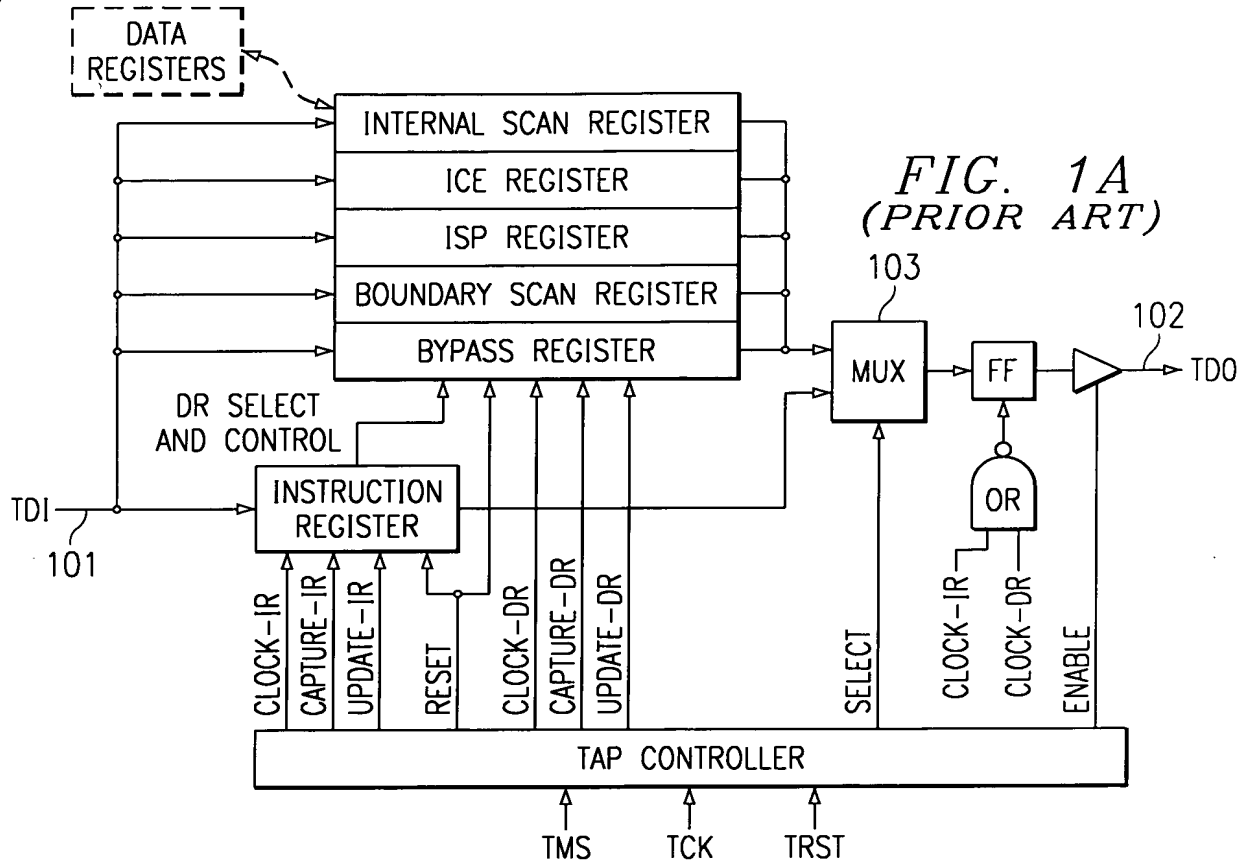 DATA
REGISTERS
INTERNAL SCAN REGISTER
ICE REGISTER
ISP REGISTER
BOUNDARY SCAN REGISTER
BYPASS REGISTER
FIG. 1A
(PRIOR ART)
103
MUX
FF
102
TDO
DR SELECT
AND CONTROL
TDI
101
INSTRUCTION
REGISTER
OR
CLOCK-IR
CAPTURE-IR
UPDATE-IR
RESET
CLOCK-DR
CAPTURE-DR
UPDATE-DR
SELECT
CLOCK-IR
CLOCK-DR
ENABLE
TAP CONTROLLER
TMS
TCK
TRST